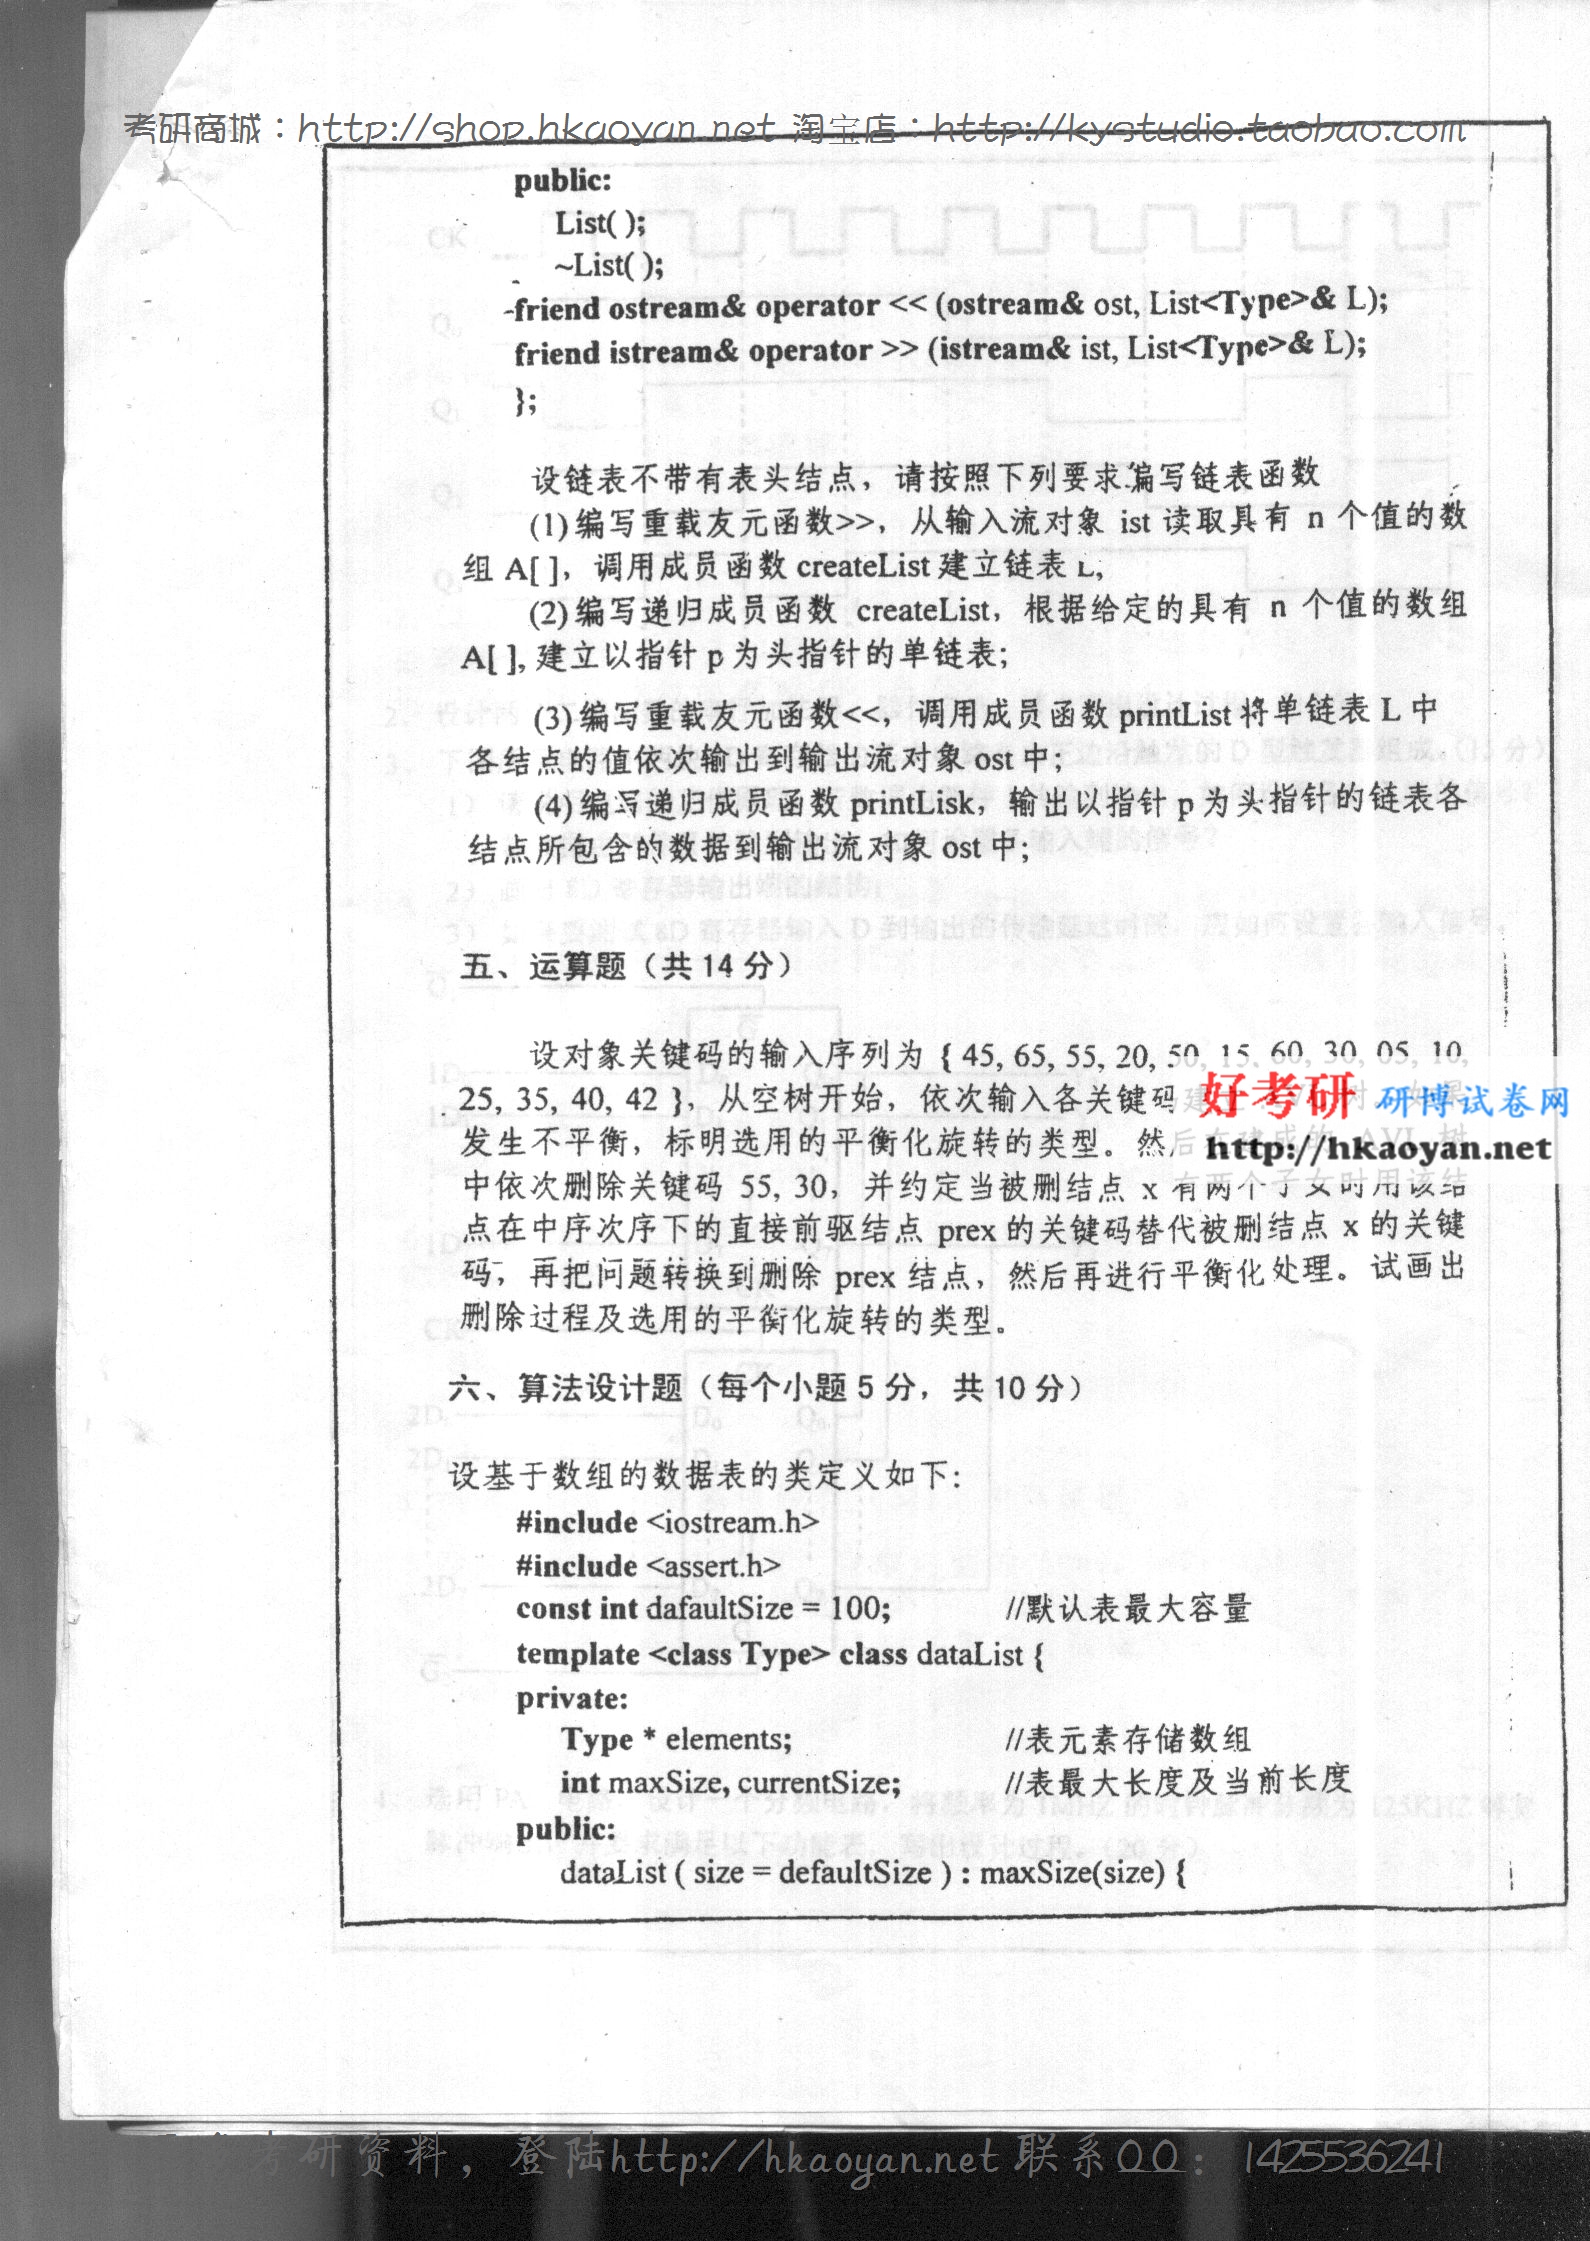 考研商城：http://shop.hkaoyan.net 淘宝店：http://kystudio.taobao.com
public:
List( );
~List( );
friend ostream& operator << (ostream& ost, List<Type>& L);
friend istream& operator >> (istream& ist, List<Type>& L);
};
设链表不带有表头结点，请按照下列要求编写链表函数
(1)编写重载友元函数>>，从输入流对象 ist 读取具有 n 个值的数
组 A[ ]，调用成员函数 createList 建立链表 L,
(2)编写递归成员函数 createList，根据给定的具有 n 个值的数组
A[ ], 建立以指针 p 为头指针的单链表;
(3)编写重载友元函数<<，调用成员函数 printList 将单链表 L 中
各结点的值依次输出到输出流对象 ost 中;
(4)编写递归成员函数 printLisk，输出以指针 p 为头指针的链表各
结点所包含的数据到输出流对象 ost 中;
五、运算题（共 14 分）
设对象关键码的输入序列为 { 45, 65, 55, 20, 50, 15, 60, 30, 05, 10,
25, 35, 40, 42 }，从空树开始，依次输入各关键码
好考研 研博试卷网
发生不平衡，标明选用的平衡化旋转的类型。然
http://hkaoyan.net
中依次删除关键码 55, 30，并约定当被删结点 x 有两个子女时用该结
点在中序次序下的直接前驱结点 prex 的关键码替代被删结点 x 的关键
码，再把问题转换到删除 prex 结点，然后再进行平衡化处理。试画出
删除过程及选用的平衡化旋转的类型。
六、算法设计题（每个小题 5 分，共 10 分）
设基于数组的数据表的类定义如下:
#include <iostream.h>
#include <assert.h>
const int dafaultSize = 100; //默认表最大容量
template <class Type> class dataList {
private:
Type * elements; //表元素存储数组
int maxSize, currentSize; //表最大长度及当前长度
public:
dataList ( size = defaultSize ) : maxSize(size) {
考研资料，登陆http://hkaoyan.net 联系QQ：1425536241